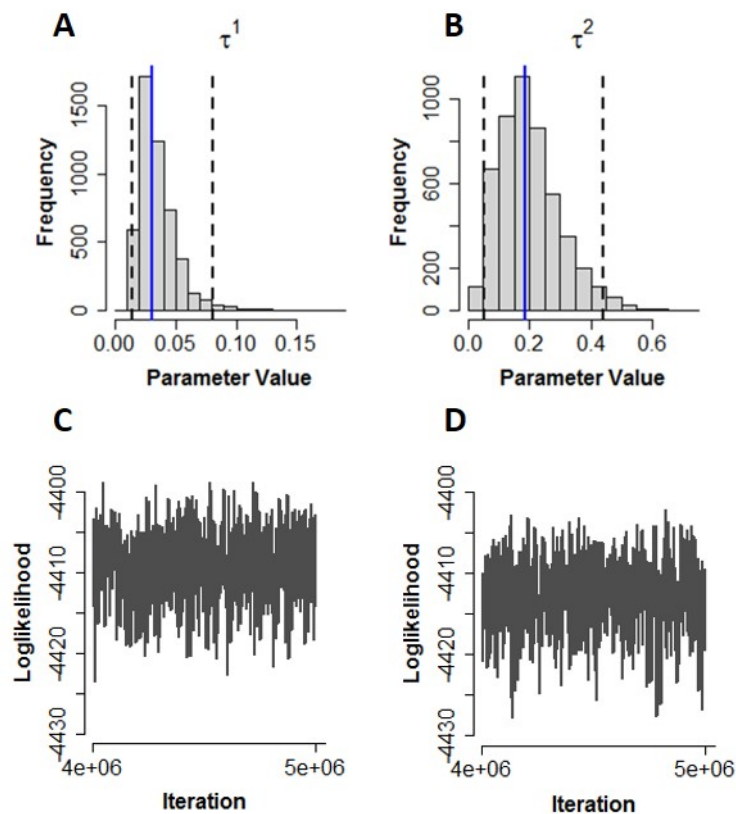 A
τ1
B
τ2
Frequency
0
500
1000
1500
0.00 0.05 0.10 0.15
Parameter Value
Frequency
0
200
600
1000
0.0 0.2 0.4 0.6
Parameter Value
C
D
Loglikelihood
-4430
-4420
-4410
-4400
4e+06 5e+06
Iteration
Loglikelihood
-4430
-4420
-4410
-4400
4e+06 5e+06
Iteration